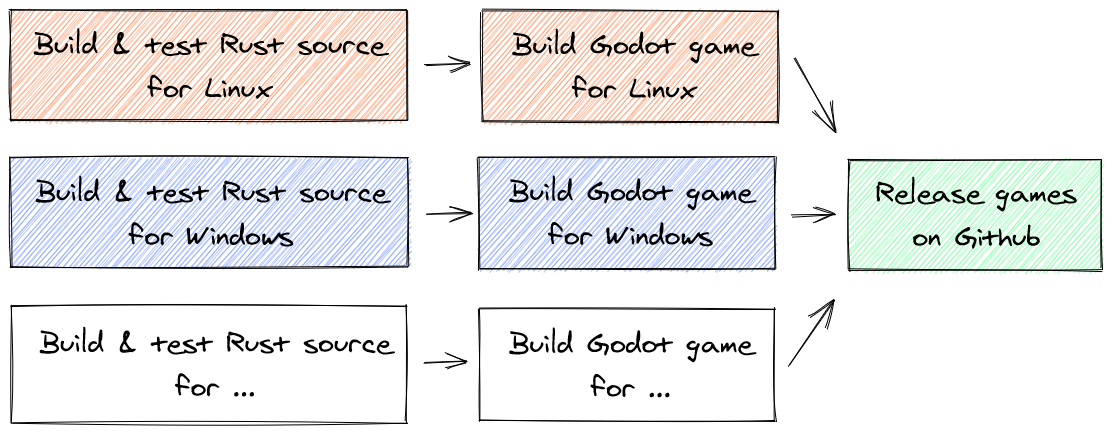 Build & test Rust source
for Linux
Build Godot game
for Linux
Build & test Rust source
for Windows
Build Godot game
for Windows
Release games
on Github
Build & test Rust source
for ...
Build Godot game
for ...